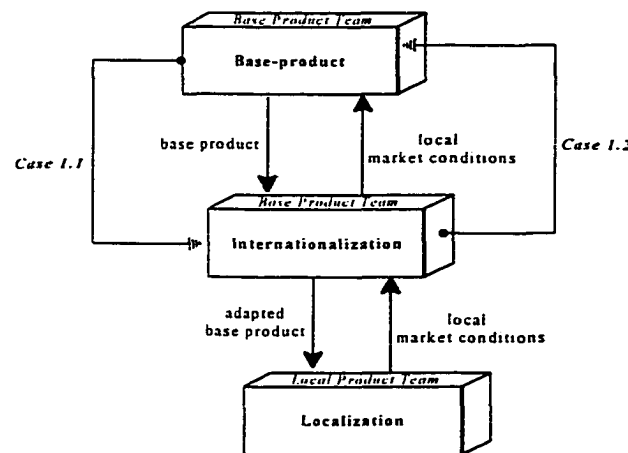 Base Product Team
Base-product
base product
local
market conditions
Case 1.1
Case 1.2
Base Product Team
Internationalization
adapted
base product
local
market conditions
Local Product Team
Localization